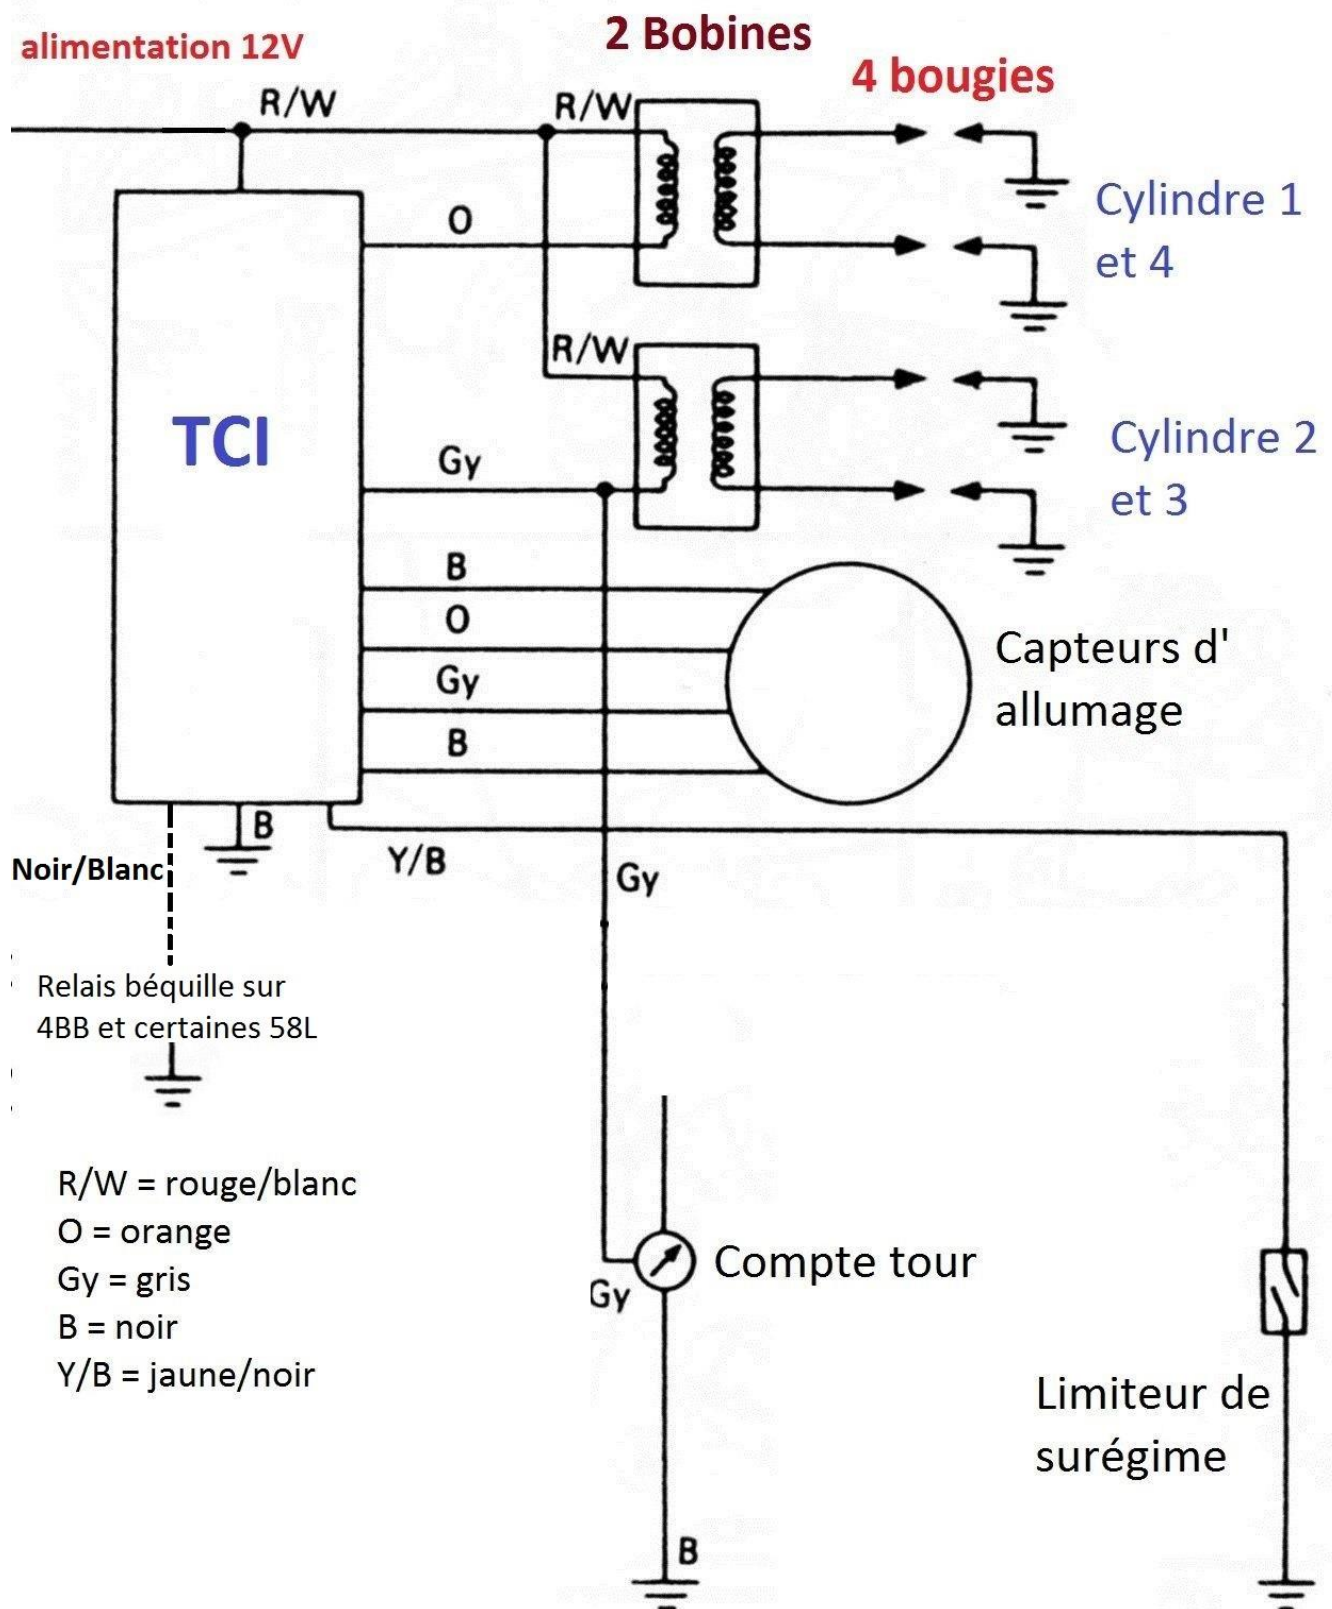 alimentation 12V
2 Bobines
4 bougies
R/W
R/W
O
Cylindre 1
et 4
R/W
TCI
Gy
Cylindre 2
et 3
B
O
Gy
B
Capteurs d'
allumage
B
Y/B
Noir/Blanc
Gy
Relais béquille sur
4BB et certaines 58L
R/W = rouge/blanc
O = orange
Gy = gris
B = noir
Y/B = jaune/noir
Compte tour
Gy
Limiteur de
surégime
B